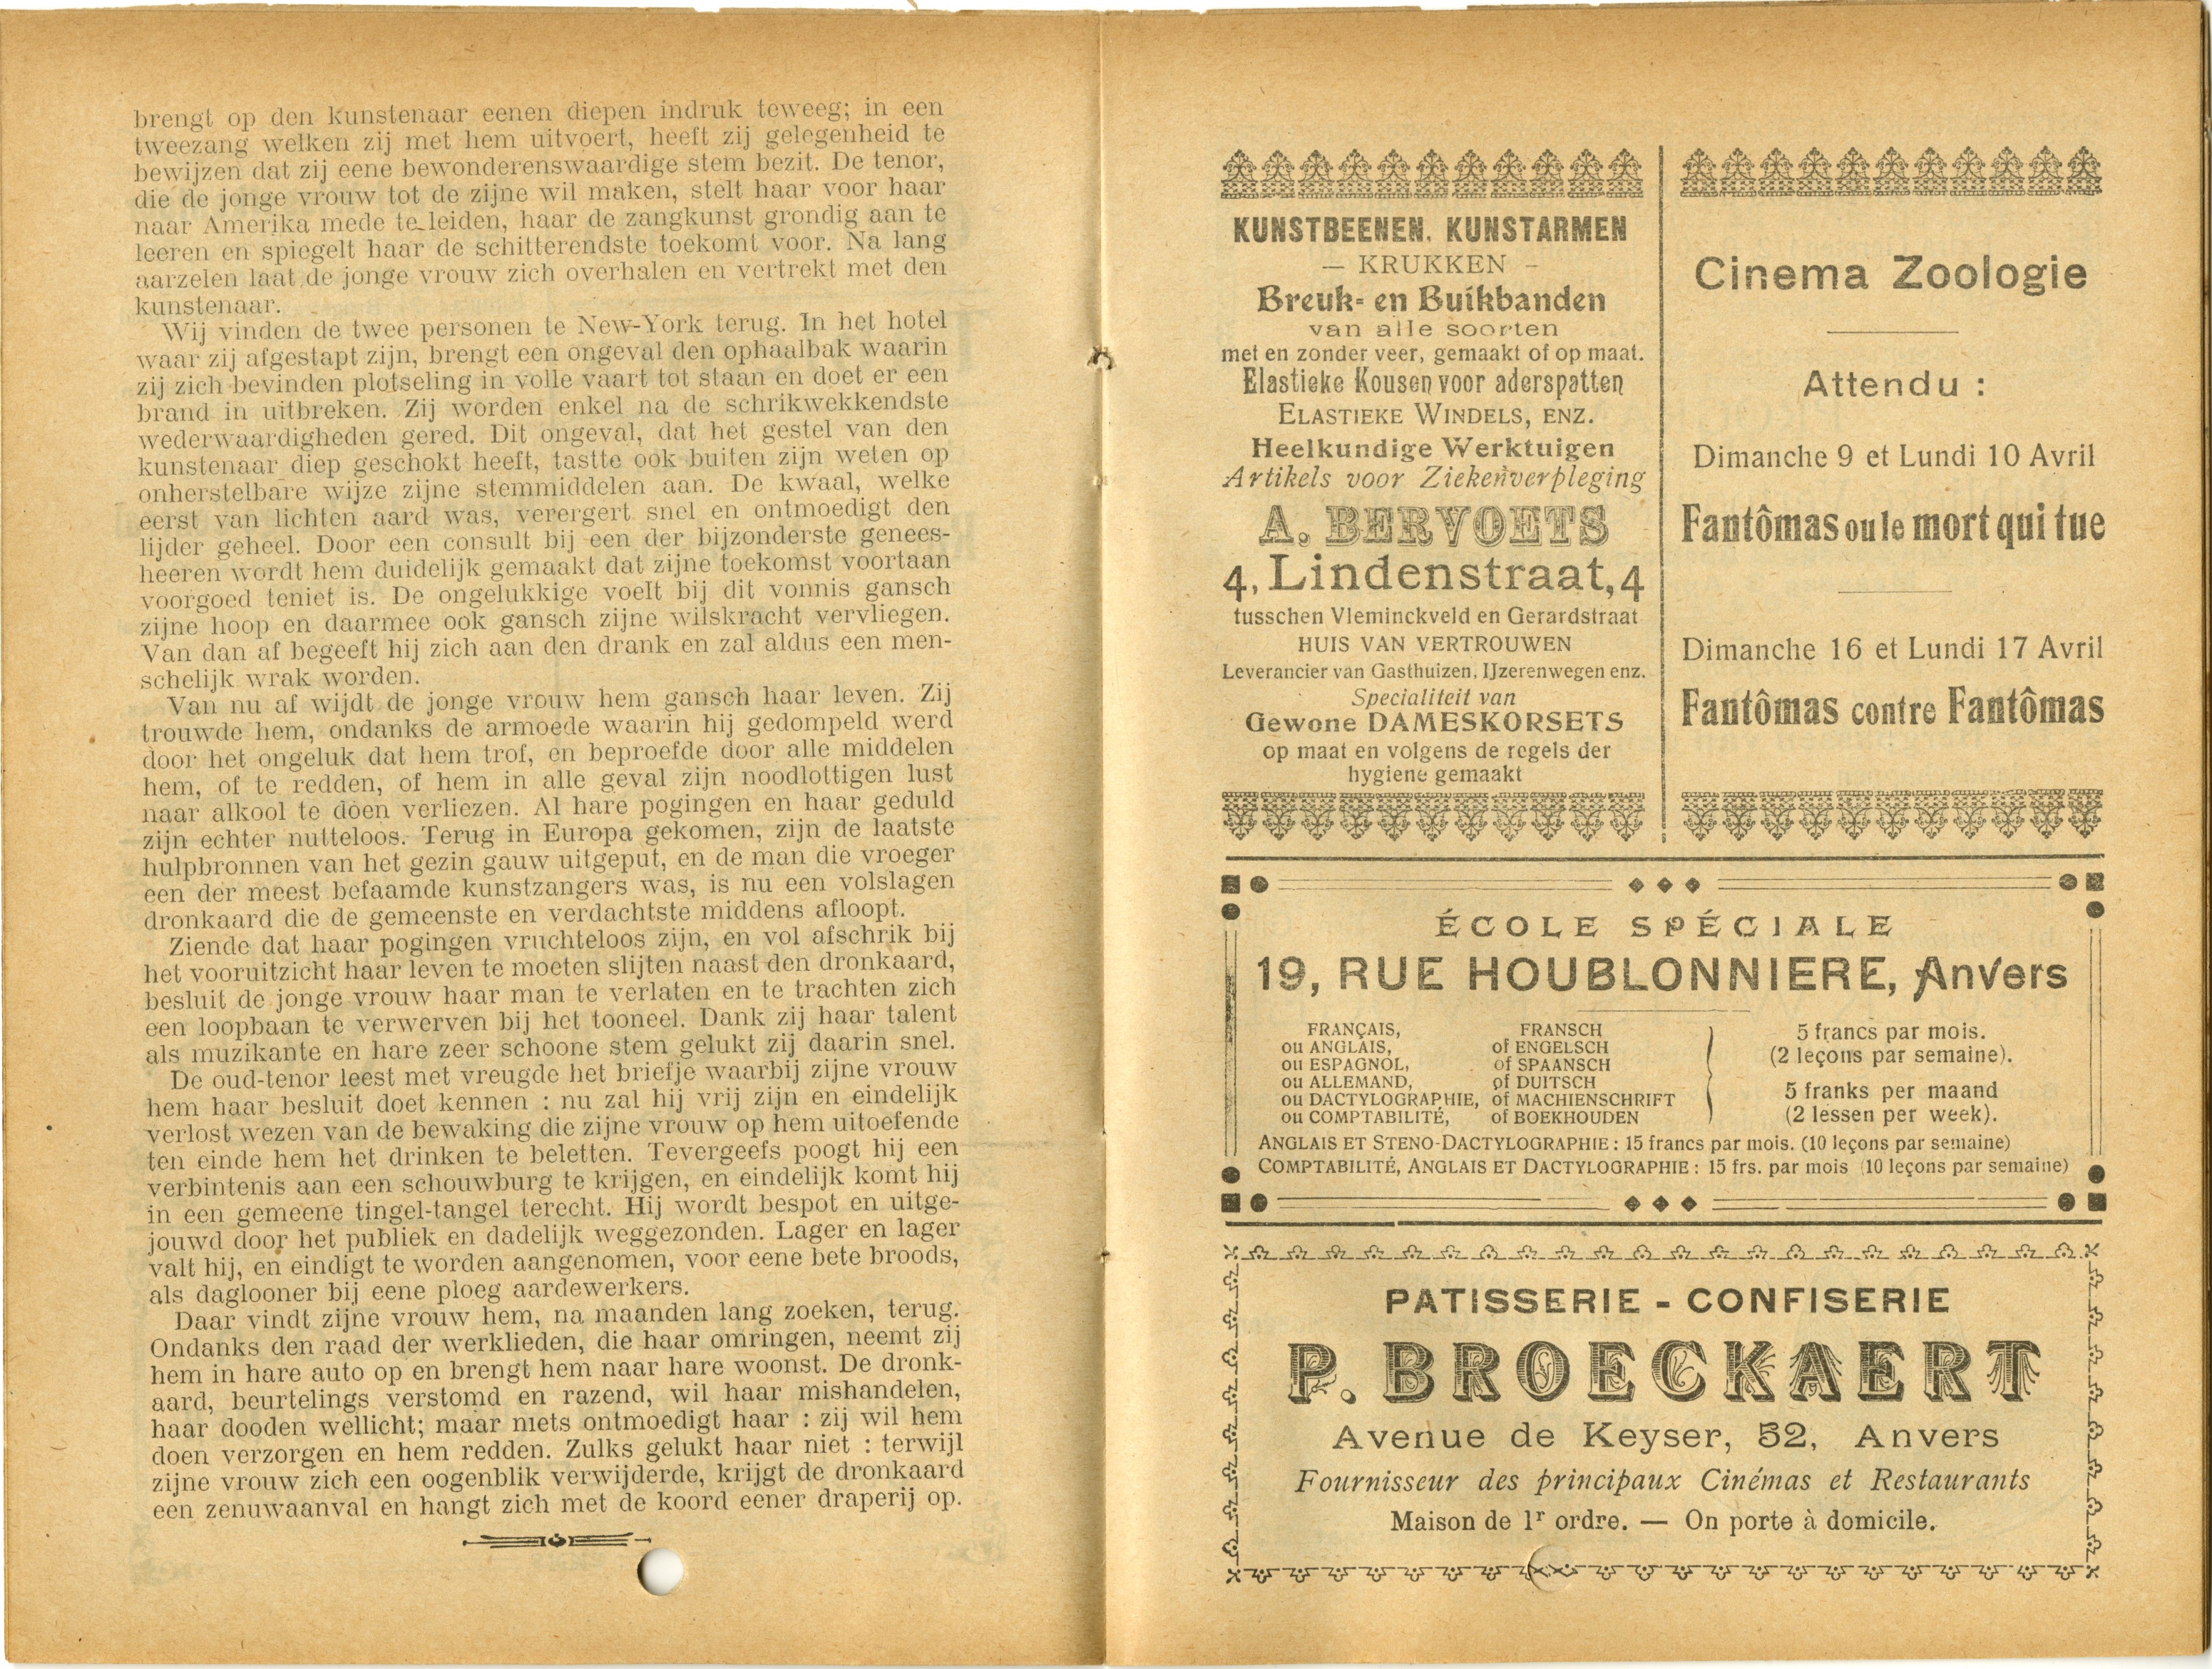 brengt op den kunstenaar eenen diepen indruk teweeg; in een
tweezang welken zij met hem uitvoert, heeft zij gelegenheid te
bewijzen dat zij eene bewonderenswaardige stem bezit. De tenor,
die de jonge vrouw tot de zijne wil maken, stelt haar voor haar
naar Amerika mede te leiden, haar de zangkunst grondig aan te
leeren en spiegelt haar de schitterendste toekomt voor. Na lang
aarzelen laat de jonge vrouw zich overhalen en vertrekt met den
kunstenaar.
Wij vinden de twee personen te New-York terug. In het hotel
waar zij afgestapt zijn, brengt een ongeval den ophaalbak waarin
zij zich bevinden plotseling in volle vaart tot staan en doet er een
brand in uitbreken. Zij worden enkel na de schrikwekkendste
wederwaardigheden gered. Dit ongeval, dat het gestel van den
kunstenaar diep geschokt heeft, tastte ook buiten zijn weten op
onherstelbare wijze zijne stemmiddelen aan. De kwaal, welke
eerst van lichten aard was, verergert snel en ontmoedigt den
lijder geheel. Door een consult bij een der bijzonderste genees-
heeren wordt hem duidelijk gemaakt dat zijne toekomst voortaan
voorgoed teniet is. De ongelukkige voelt bij dit vonnis gansch
zijne hoop en daarmee ook gansch zijne wilskracht vervliegen.
Van dan af begeeft hij zich aan den drank en zal aldus een men-
schelijk wrak worden.
Van nu af wijdt de jonge vrouw hem gansch haar leven. Zij
trouwde hem, ondanks de armoede waarin hij gedompeld werd
door het ongeluk dat hem trof, en beproefde door alle middelen
hem, of te redden, of hem in alle geval zijn noodlottigen lust
naar alkool te doen verliezen. Al hare pogingen en haar geduld
zijn echter nutteloos. Terug in Europa gekomen, zijn de laatste
hulpbronnen van het gezin gauw uitgeput, en de man die vroeger
een der meest befaamde kunstzangers was, is nu een volslagen
dronkaard die de gemeenste en verdachtste middens afloopt.
Ziende dat haar pogingen vruchteloos zijn, en vol afschrik bij
het vooruitzicht haar leven te moeten slijten naast den dronkaard,
besluit de jonge vrouw haar man te verlaten en te trachten zich
een loopbaan te verwerven bij het tooneel. Dank zij haar talent
als muzikante en hare zeer schoone stem gelukt zij daarin snel.
De oud-tenor leest met vreugde het briefje waarbij zijne vrouw
hem haar besluit doet kennen : nu zal hij vrij zijn en eindelijk
verlost wezen van de bewaking die zijne vrouw op hem uitoefende
ten einde hem het drinken te beletten. Tevergeefs poogt hij een
verbintenis aan een schouwburg te krijgen, en eindelijk komt hij
in een gemeene tingel-tangel terecht. Hij wordt bespot en uitge-
jouwd door het publiek en dadelijk weggezonden. Lager en lager
valt hij, en eindigt te worden aangenomen, voor eene bete broods,
als daglooner bij eene ploeg aardewerkers.
Daar vindt zijne vrouw hem, na maanden lang zoeken, terug.
Ondanks den raad der werklieden, die haar omringen, neemt zij
hem in hare auto op en brengt hem naar hare woonst. De dronk-
aard, beurtelings verstomd en razend, wil haar mishandelen,
haar dooden wellicht; maar niets ontmoedigt haar : zij wil hem
doen verzorgen en hem redden. Zulks gelukt haar niet : terwijl
zijne vrouw zich een oogenblik verwijderde, krijgt de dronkaard
een zenuwaanval en hangt zich met de koord eener draperij op.
KUNSTBEENEN. KUNSTARMEN
— KRUKKEN –
Breuk- en Buikbanden
van alle soorten
met en zonder veer, gemaakt of op maat.
Elastieke Kousen voor aderspatten
ELASTIEKE WINDELS, ENZ.
Heelkundige Werktuigen
Artikels voor Ziekenverpleging
A. BERVOETS
4, Lindenstraat, 4
tusschen Vleminckveld en Gerardstraat
HUIS VAN VERTROUWEN
Leverancier van Gasthuizen, IJzerenwegen enz.
Specialiteit van
Gewone DAMESKORSETS
op maat en volgens de regels der
hygiene gemaakt
Cinema Zoologie
Attendu :
Dimanche 9 et Lundi 10 Avril
Fantômas ou le mort qui tue
Dimanche 16 et Lundi 17 Avril
Fantômas contre Fantômas
ÉCOLE SPÉCIALE
19, RUE HOUBLONNIERE, Anvers
FRANÇAIS, FRANSCH
ou ANGLAIS, of ENGELSCH
ou ESPAGNOL, of SPAANSCH
ou ALLEMAND, of DUITSCH
ou DACTYLOGRAPHIE, of MACHIENSCHRIFT
ou COMPTABILITÉ, of BOEKHOUDEN
5 francs par mois.
(2 leçons par semaine).
5 franks per maand
(2 lessen per week).
ANGLAIS ET STENO-DACTYLOGRAPHIE : 15 francs par mois. (10 leçons par semaine)
COMPTABILITÉ, ANGLAIS ET DACTYLOGRAPHIE : 15 frs. par mois (10 leçons par semaine)
PATISSERIE - CONFISERIE
P. BROECKAERT
Avenue de Keyser, 52, Anvers
Fournisseur des principaux Cinémas et Restaurants
Maison de 1r ordre. — On porte à domicile.